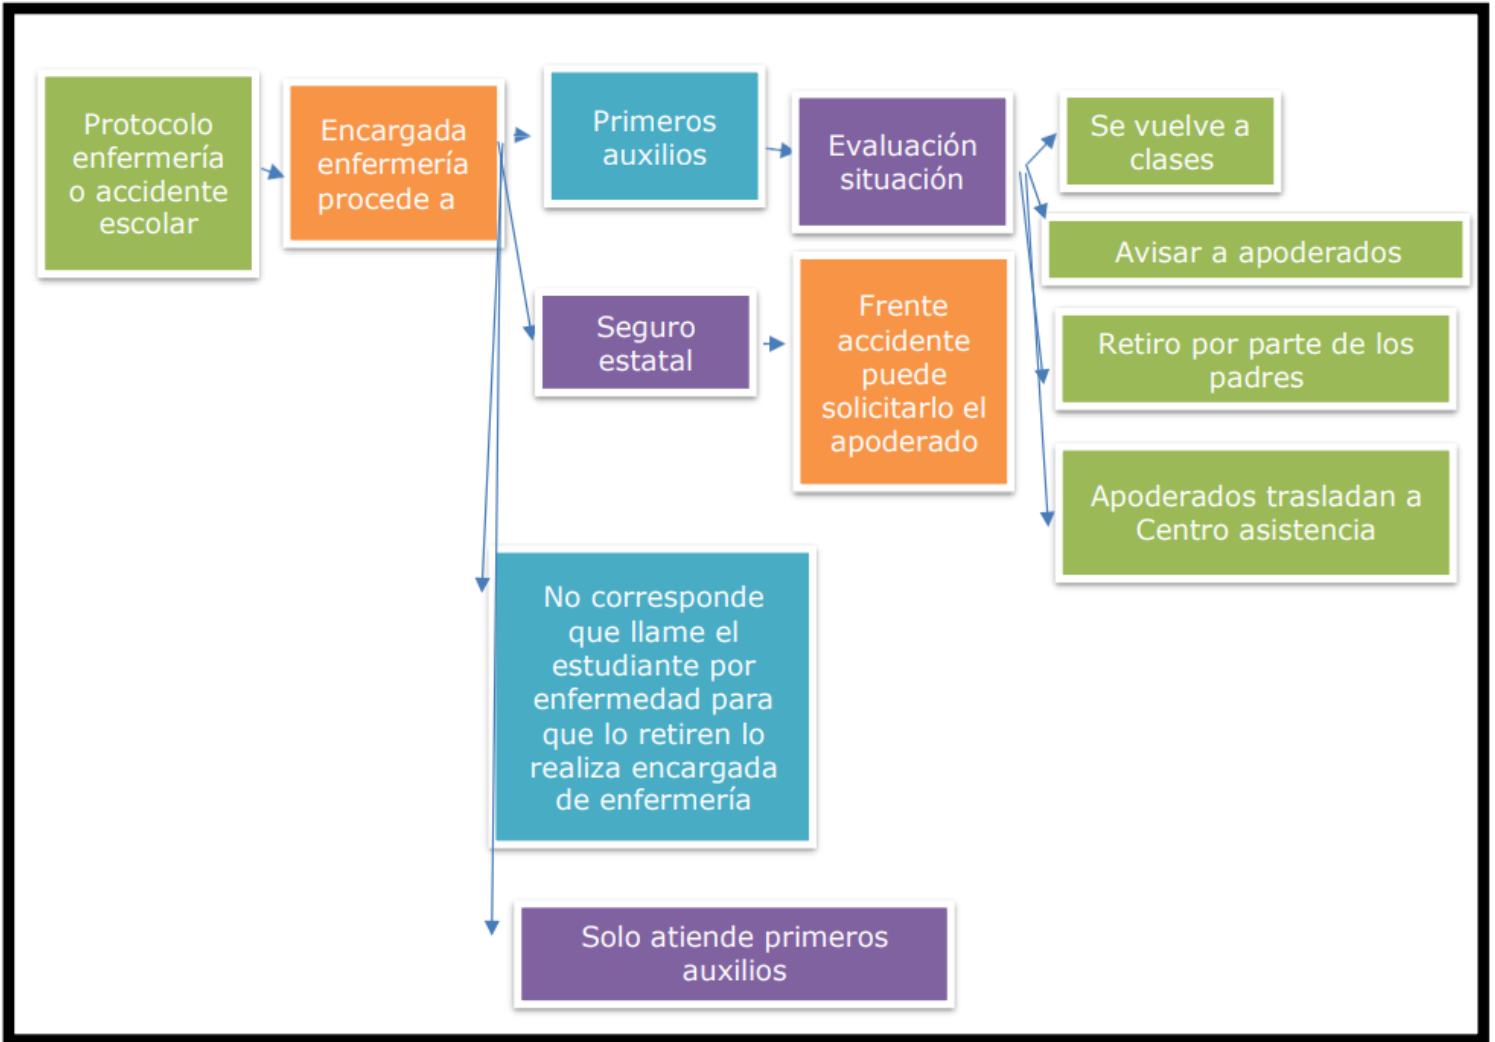 Protocolo
enfermería
o accidente
escolar
Encargada
enfermería
procede a
Primeros
auxilios
Evaluación
situación
Se vuelve a
clases
Avisar a apoderados
Retiro por parte de los
padres
Apoderados trasladan a
Centro asistencia
Seguro
estatal
Frente
accidente
puede
solicitarlo el
apoderado
No corresponde
que llame el
estudiante por
enfermedad para
que lo retiren lo
realiza encargada
de enfermería
Solo atiende primeros
auxilios